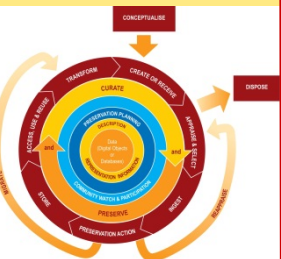 CONCEPTUALISE
DISPOSE
TRANSFORM
CREATE OR RECEIVE
APPRAISE & SELECT
INGEST
PRESERVATION ACTION
STORE
ACCESS, USE & REUSE
CURATE
and
PRESERVE
and
PRESERVATION PLANNING
COMMUNITY WATCH & PARTICIPATION
DESCRIPTION
REPRESENTATION INFORMATION
Data
(Digital Objects
or
Databases)
REAPPRAISE
MIGRATE